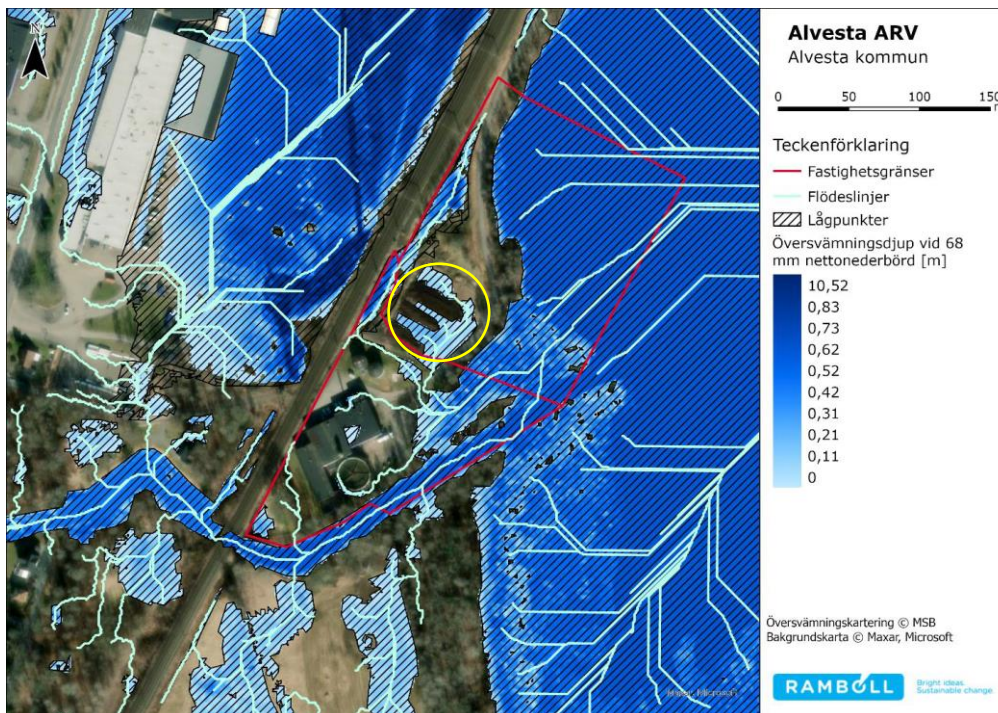 N
Alvesta ARV
Alvesta kommun
0 50 100 150
m
Teckenförklaring
Fastighetsgränser
Flödeslinjer
Lågpunkter
Översvämningsdjup vid 68
mm nettonederbörd [m]
10,52
0,83
0,73
0,62
0,52
0,42
0,31
0,21
0,11
0
Översvämningskartering © MSB
Bakgrundskarta © Maxar, Microsoft
Maxar, Microsoft
RAMBOLL
Bright ideas.
Sustainable change.